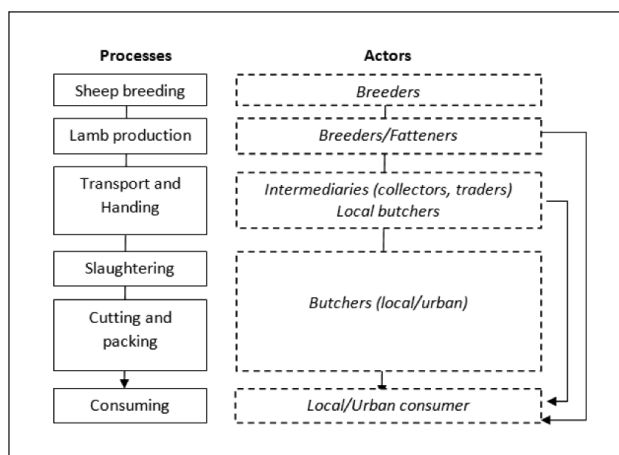 Processes
Actors
Sheep breeding
Breeders
Lamb production
Breeders/Fatteners
Transport and
Handing
Intermediaries (collectors, traders)
Local butchers
Slaughtering
Cutting and
packing
Butchers (local/urban)
Consuming
Local/Urban consumer